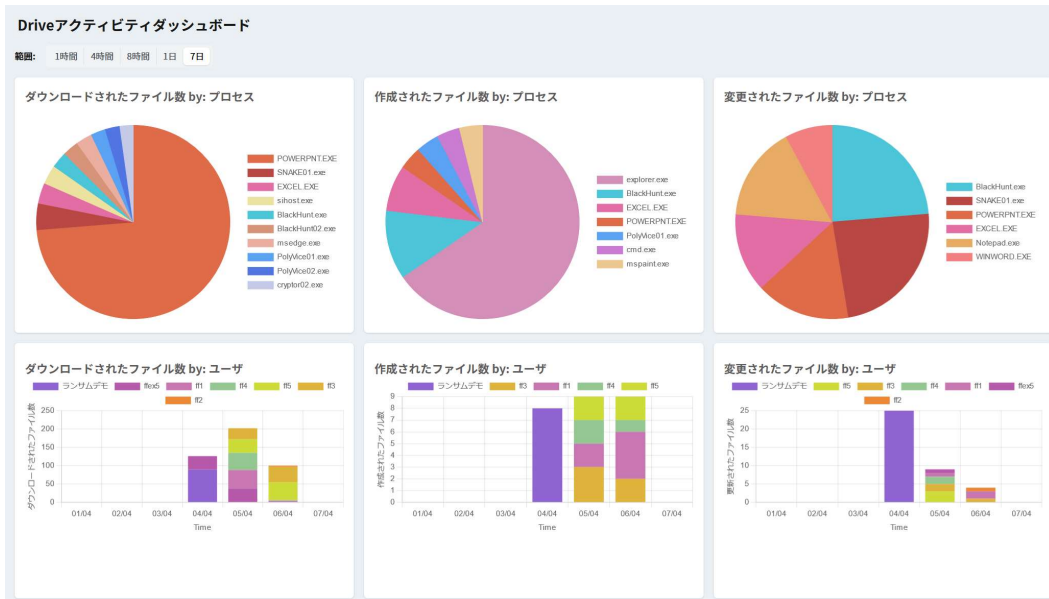 Driveアクティビティダッシュボード
範囲: 1時間 4時間 8時間 1日 7日
ダウンロードされたファイル数 by: プロセス
POWERPNT.EXE
SNAKE01.exe
EXCEL.EXE
sihost.exe
BlackHunt.exe
BlackHunt02.exe
msedge.exe
PolyVice01.exe
PolyVice02.exe
cryptor02.exe
作成されたファイル数 by: プロセス
explorer.exe
BlackHunt.exe
EXCEL.EXE
POWERPNT.EXE
PolyVice01.exe
cmd.exe
mspaint.exe
変更されたファイル数 by: プロセス
BlackHunt.exe
SNAKE01.exe
POWERPNT.EXE
EXCEL.EXE
Notepad.exe
WINWORD.EXE
ダウンロードされたファイル数 by: ユーザ
ランサムデモ ffex5 ff1 ff4 ff5 ff3
ff2
ダウンロードされたファイル数
250
200
150
100
50
0
01/04 02/04 03/04 04/04 05/04 06/04 07/04
Time
作成されたファイル数 by: ユーザ
ランサムデモ ff3 ff1 ff4 ff5
作成されたファイル数
9
8
7
6
5
4
3
2
1
0
01/04 02/04 03/04 04/04 05/04 06/04 07/04
Time
変更されたファイル数 by: ユーザ
ランサムデモ ff5 ff3 ff4 ff1 ffex5
ff2
更新されたファイル数
25
20
15
10
5
0
01/04 02/04 03/04 04/04 05/04 06/04 07/04
Time